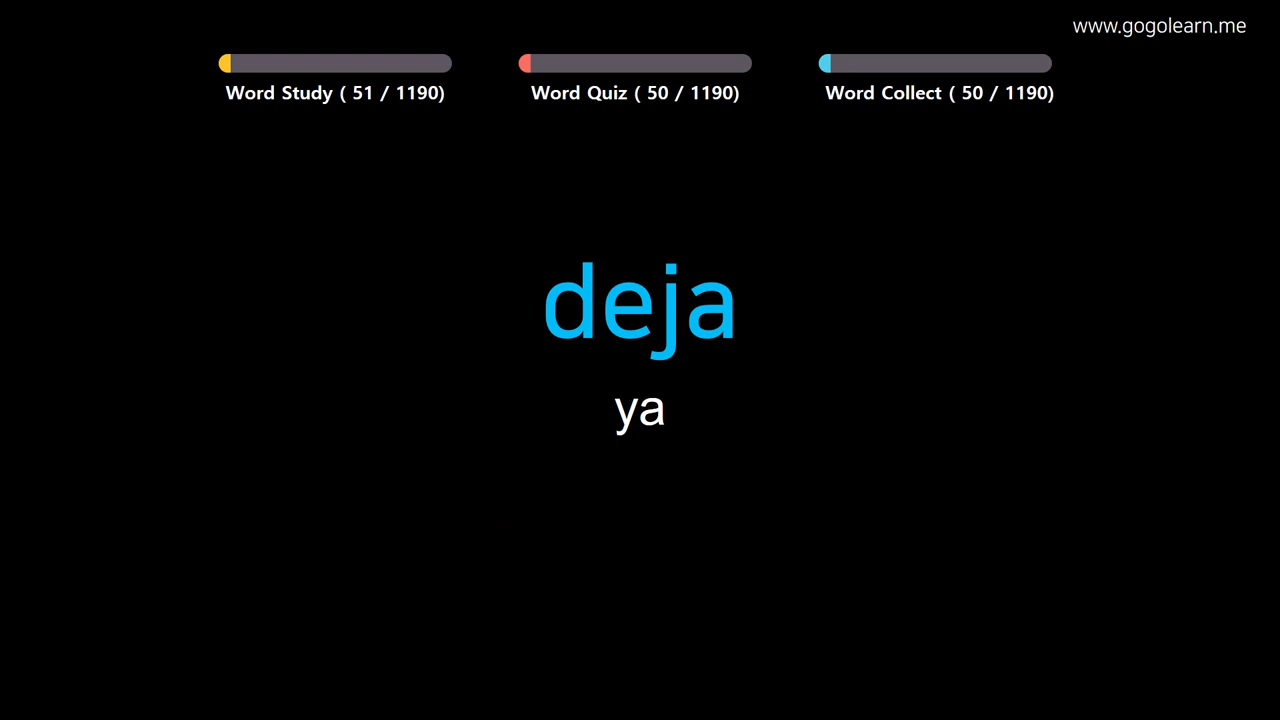 www.gogolearn.me
Word Study ( 51 / 1190)
Word Quiz ( 50 / 1190)
Word Collect ( 50 / 1190)
deja
ya